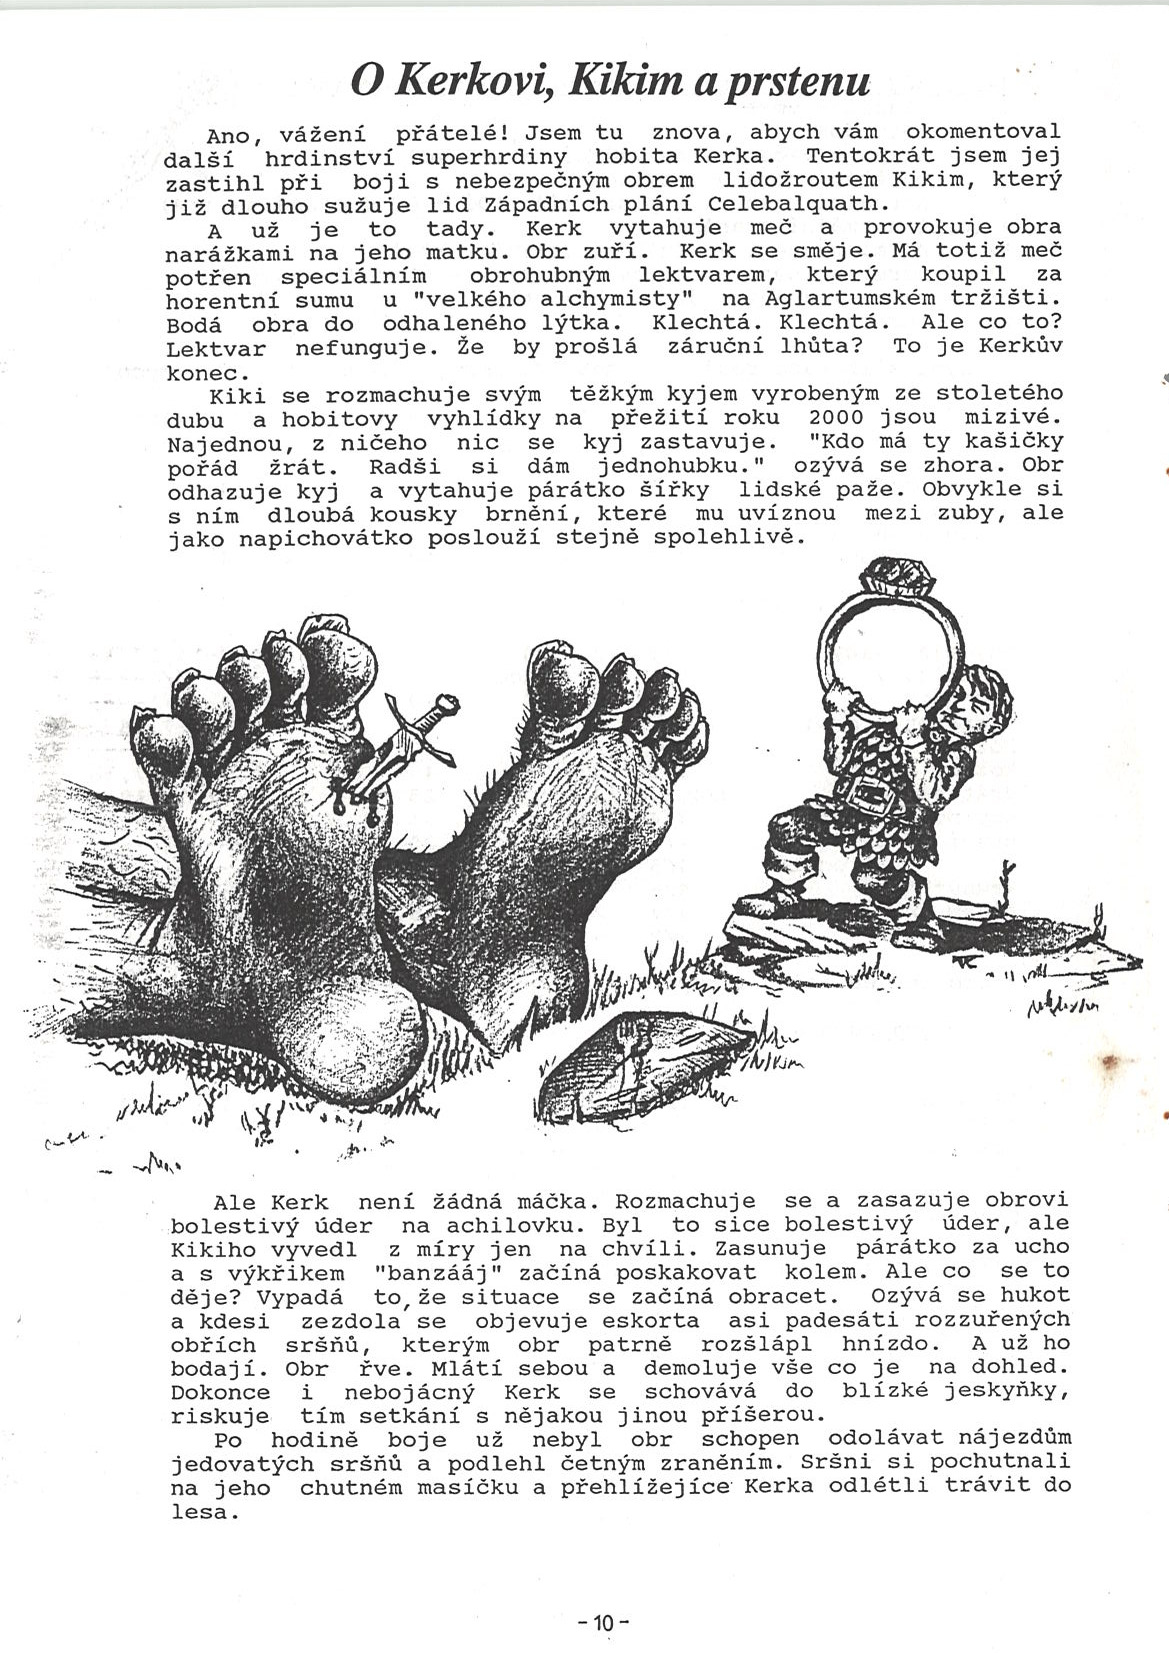 O Kerkovi, Kikim a prstenu
Ano, vážení přátelé! Jsem tu znova, abych vám okomentoval
další hrdinství superhrdiny hobita Kerka. Tentokrát jsem jej
zastihl při boji s nebezpečným obrem lidožroutem Kikim, který
již dlouho sužuje lid Západních plání Celebalquath.
A už je to tady. Kerk vytahuje meč a provokuje obra
narážkami na jeho matku. Obr zuří. Kerk se směje. Má totiž meč
potřen speciálním obrohubným lektvarem, který koupil za
horentní sumu u "velkého alchymisty" na Aglartumském tržišti.
Bodá obra do odhaleného lýtka. Klechtá. Klechtá. Ale co to?
Lektvar nefunguje. Že by prošlá záruční lhůta? To je Kerkův
konec.
Kiki se rozmachuje svým těžkým kyjem vyrobeným ze stoletého
dubu a hobitovy vyhlídky na přežití roku 2000 jsou mizivé.
Najednou, z ničeho nic se kyj zastavuje. "Kdo má ty kašičky
pořád žrát. Radši si dám jednohubku." ozývá se zhora. Obr
odhazuje kyj a vytahuje párátko šířky lidské paže. Obvykle si
s ním dloubá kousky brnění, které mu uvíznou mezi zuby, ale
jako napichovátko poslouží stejně spolehlivě.
Ale Kerk není žádná máčka. Rozmachuje se a zasazuje obrovi
bolestivý úder na achilovku. Byl to sice bolestivý úder, ale
Kikiho vyvedl z míry jen na chvíli. Zasunuje párátko za ucho
a s výkřikem "banzááj" začíná poskakovat kolem. Ale co se to
děje? Vypadá to, že situace se začíná obracet. Ozývá se hukot
a kdesi zezdola se objevuje eskorta asi padesáti rozzuřených
obřích sršňů, kterým obr patrně rozšlápl hnízdo. A už ho
bodají. Obr řve. Mlátí sebou a demoluje vše co je na dohled.
Dokonce i nebojácný Kerk se schovává do blízké jeskyňky,
riskuje tím setkání s nějakou jinou příšerou.
Po hodině boje už nebyl obr schopen odolávat nájezdům
jedovatých sršňů a podlehl četným zraněním. Sršni si pochutnali
na jeho chutném masíčku a přehlížejíce Kerka odlétli trávit do
lesa.
- 10 -